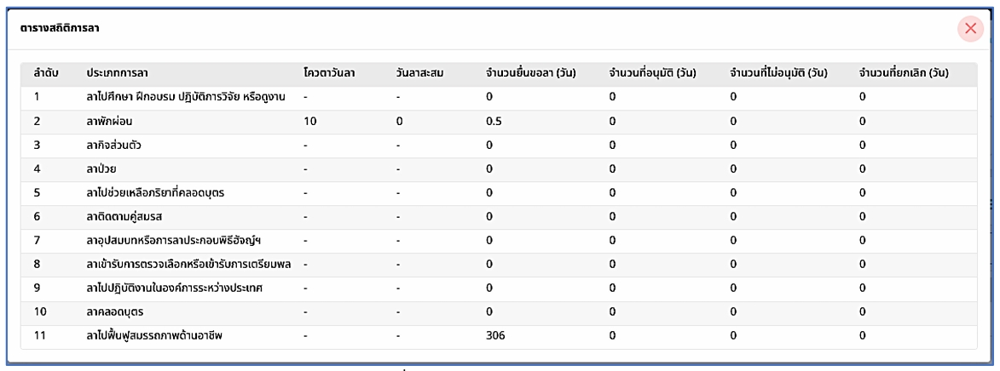 ตารางสถิติการลา
ลำดับ ประเภทการลา โควตาวันลา วันลาสะสม จำนวนยื่นขอลา (วัน) จำนวนที่อนุมัติ (วัน) จำนวนที่ไม่อนุมัติ (วัน) จำนวนที่ยกเลิก (วัน)
1 ลาไปศึกษา ฝึกอบรม ปฏิบัติการวิจัย หรือดูงาน - - 0 0 0 0
2 ลาพักผ่อน 10 0 0.5 0 0 0
3 ลากิจส่วนตัว - - 0 0 0 0
4 ลาป่วย - - 0 0 0 0
5 ลาไปช่วยเหลือภริยาที่คลอดบุตร - - 0 0 0 0
6 ลาติดตามคู่สมรส - - 0 0 0 0
7 ลาอุปสมบทหรือการลาประกอบพิธีฮัจญ์ฯ - - 0 0 0 0
8 ลาเข้ารับการตรวจเลือกหรือเข้ารับการเตรียมพล - - 0 0 0 0
9 ลาไปปฏิบัติงานในองค์การระหว่างประเทศ - - 0 0 0 0
10 ลาคลอดบุตร - - 0 0 0 0
11 ลาไปฟื้นฟูสมรรถภาพด้านอาชีพ - - 306 0 0 0